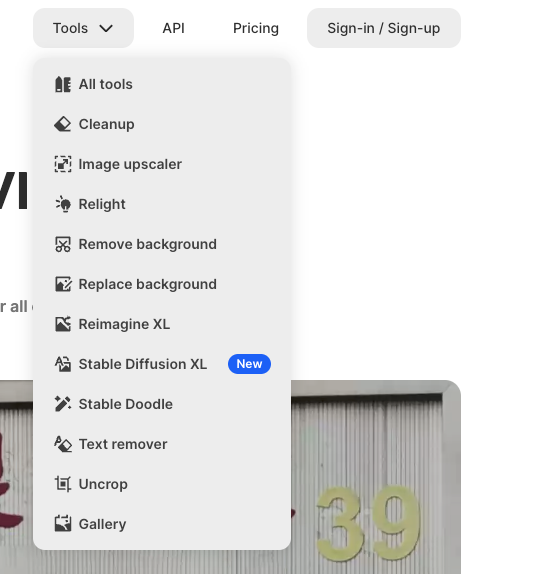 Tools
API
Pricing
Sign-in / Sign-up
All tools
Cleanup
Image upscaler
Relight
Remove background
Replace background
Reimagine XL
Stable Diffusion XL New
Stable Doodle
Text remover
Uncrop
Gallery
r all
39